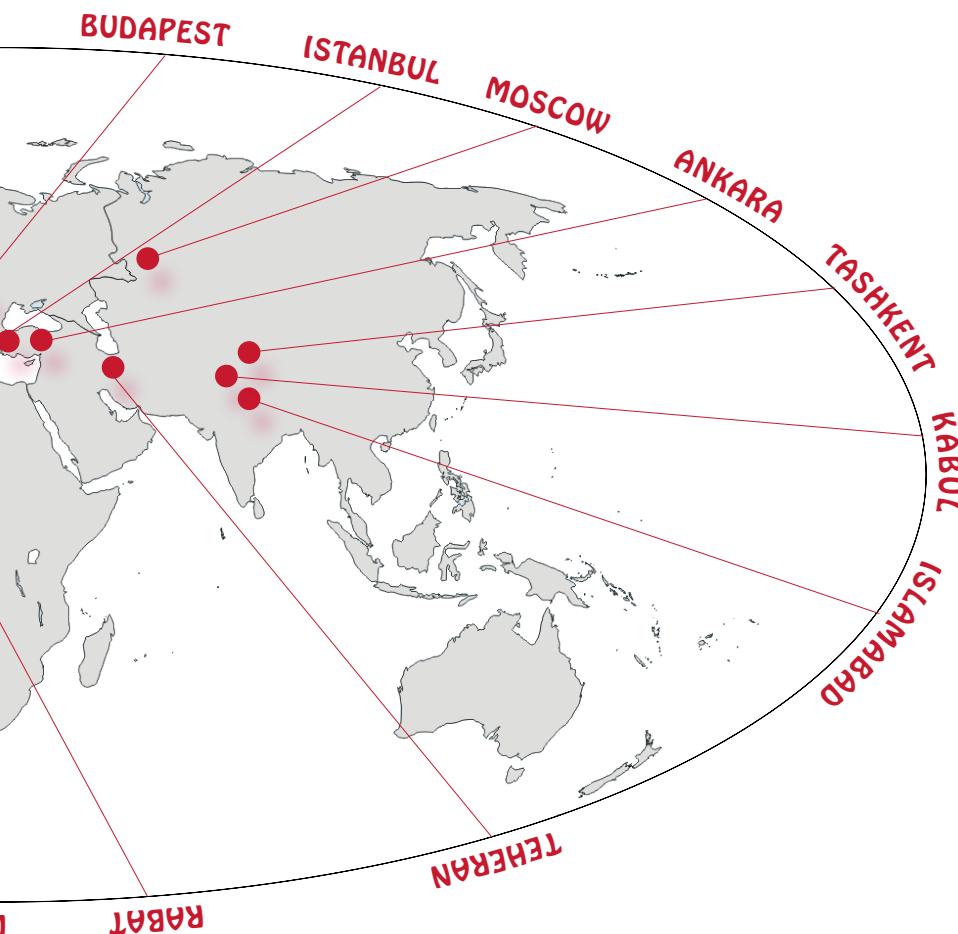 BUDAPEST
ISTANBUL
MOSCOW
ANKARA
TASHKENT
KABUL
ISLAMABAD
TEHERAN
RABAT